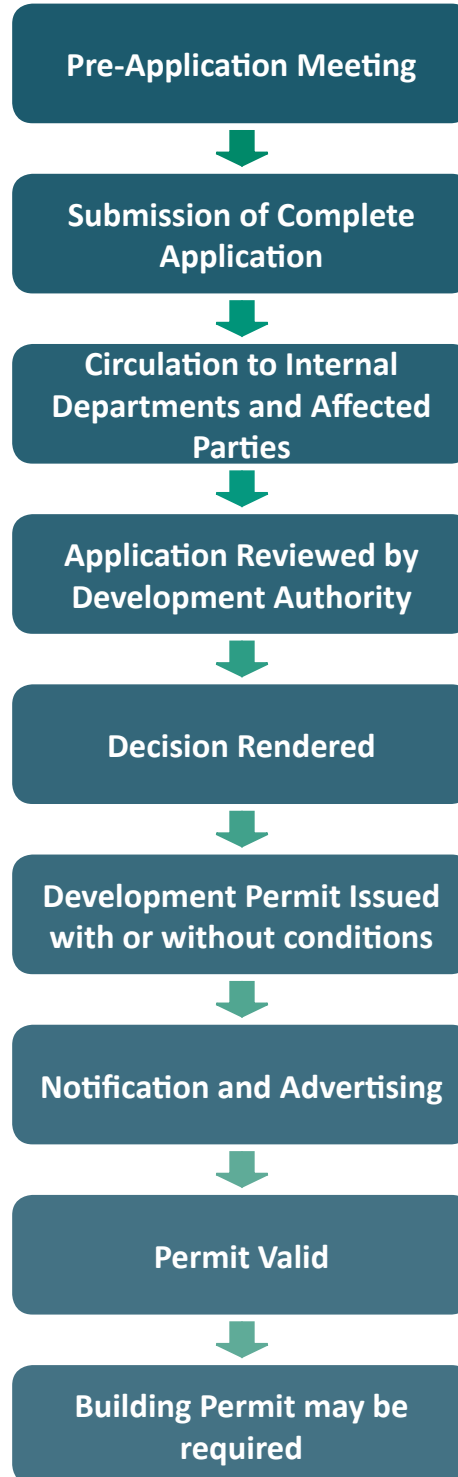 Pre-Application Meeting
Submission of Complete
Application
Circulation to Internal
Departments and Affected
Parties
Application Reviewed by
Development Authority
Decision Rendered
Development Permit Issued
with or without conditions
Notification and Advertising
Permit Valid
Building Permit may be
required